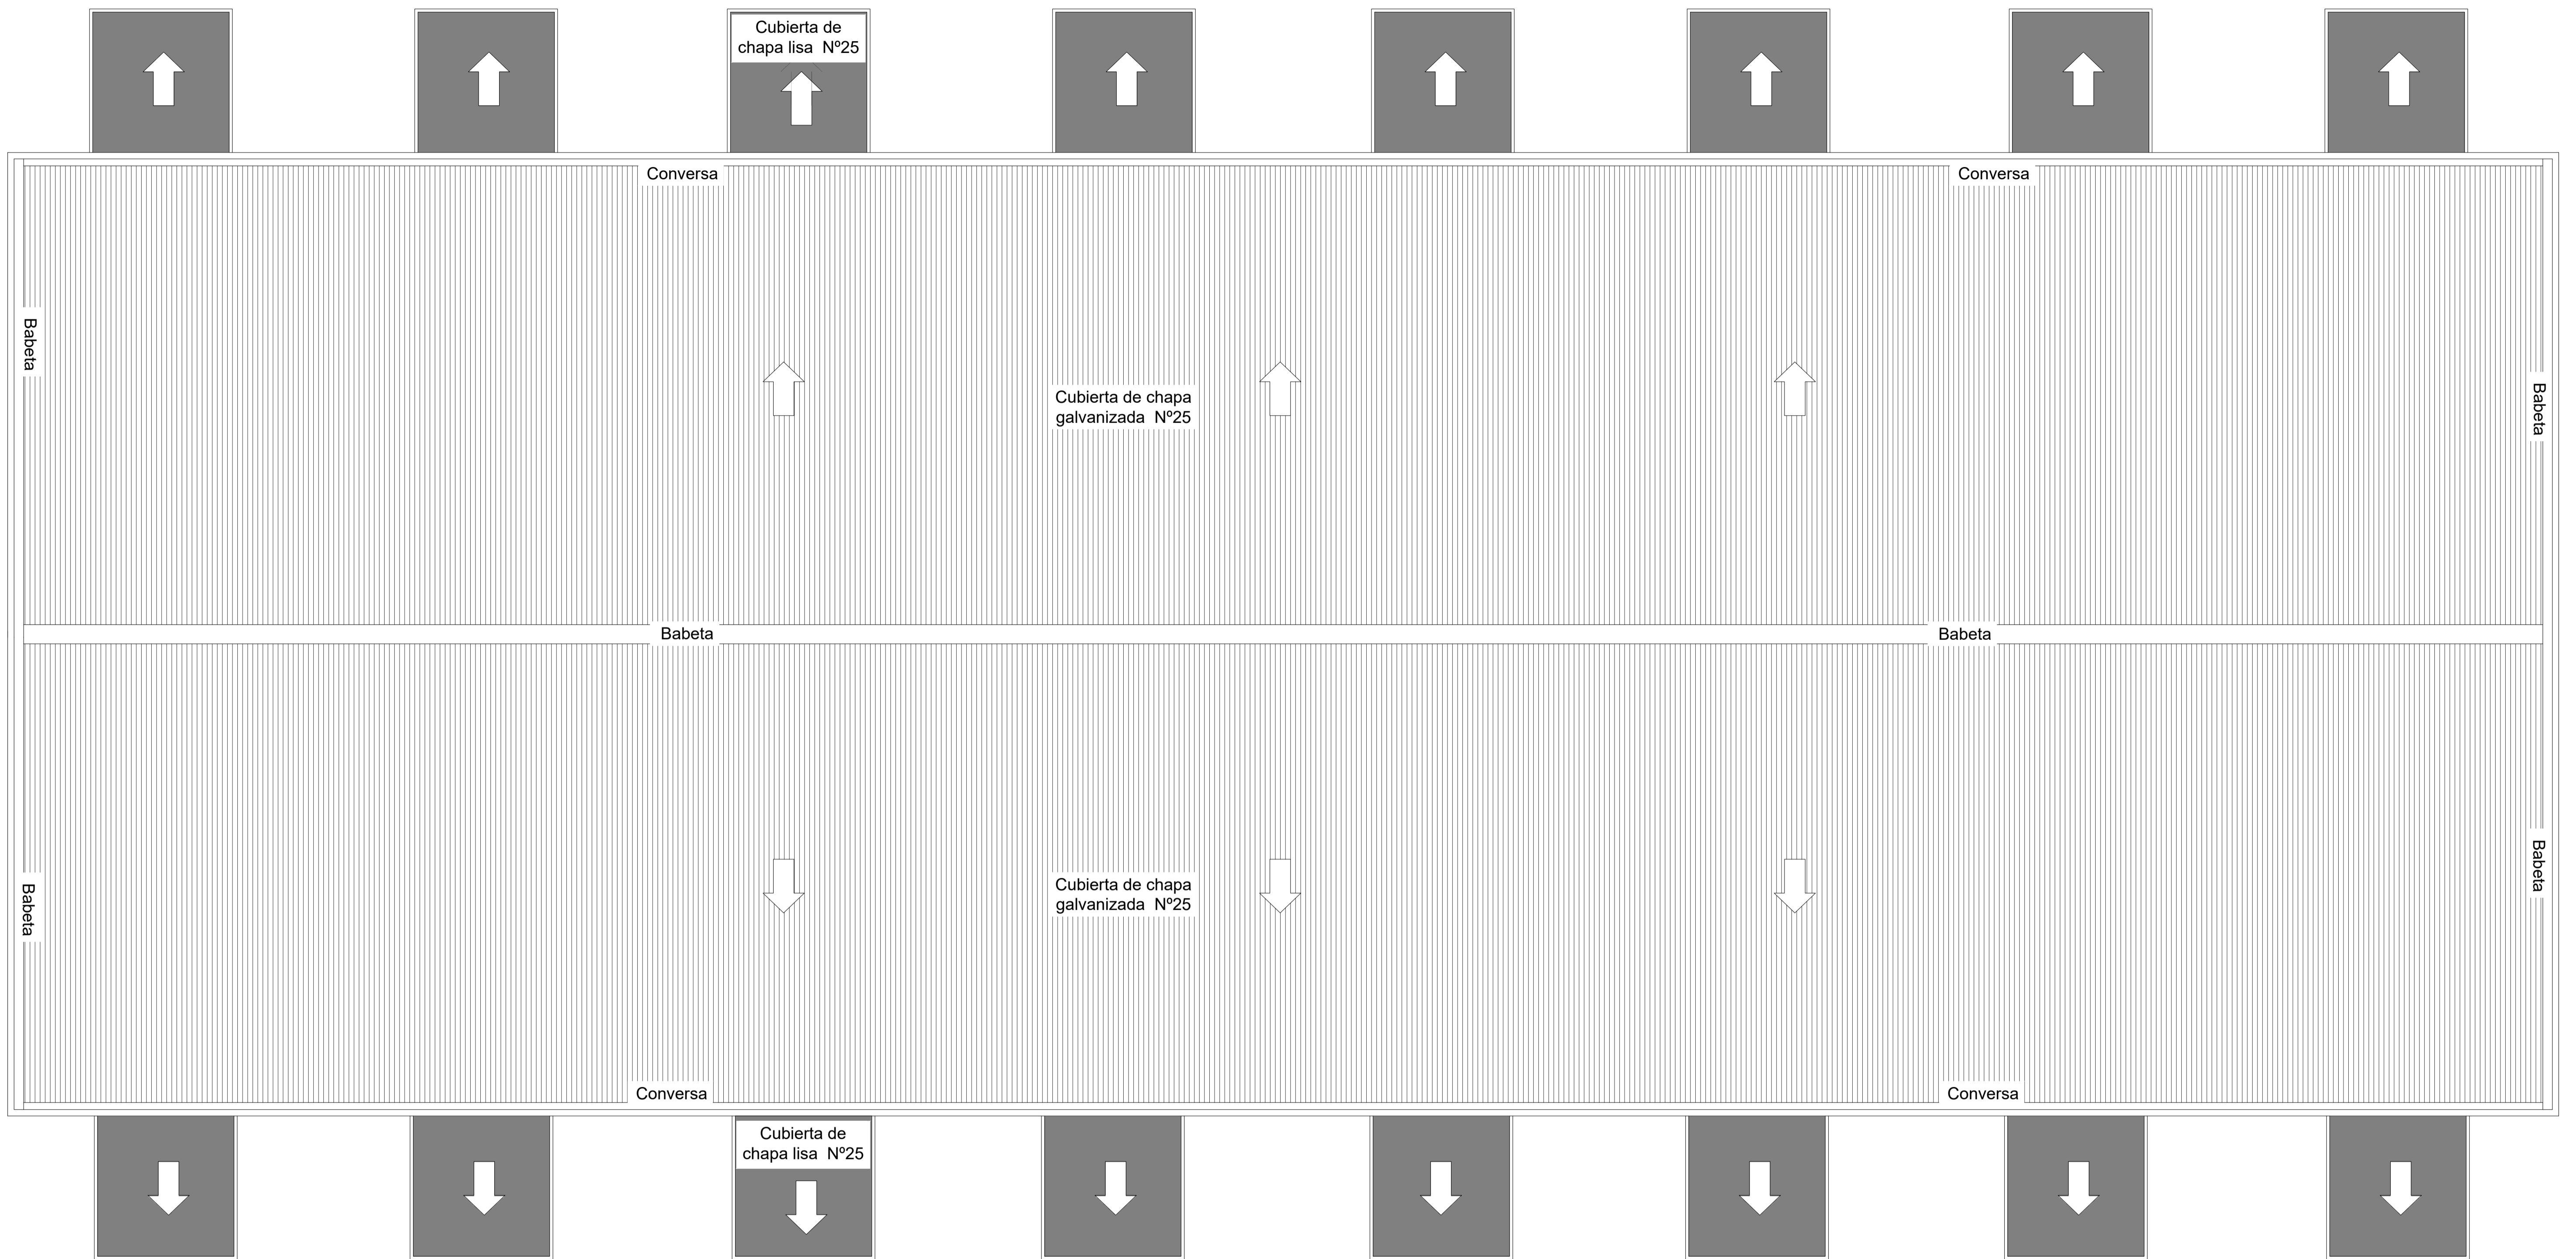 Cubierta de
chapa lisa Nº25
Conversa
Conversa
Babeta
Babeta
Cubierta de chapa
galvanizada Nº25
Babeta
Babeta
Babeta
Babeta
Cubierta de chapa
galvanizada Nº25
Conversa
Conversa
Cubierta de
chapa lisa Nº25